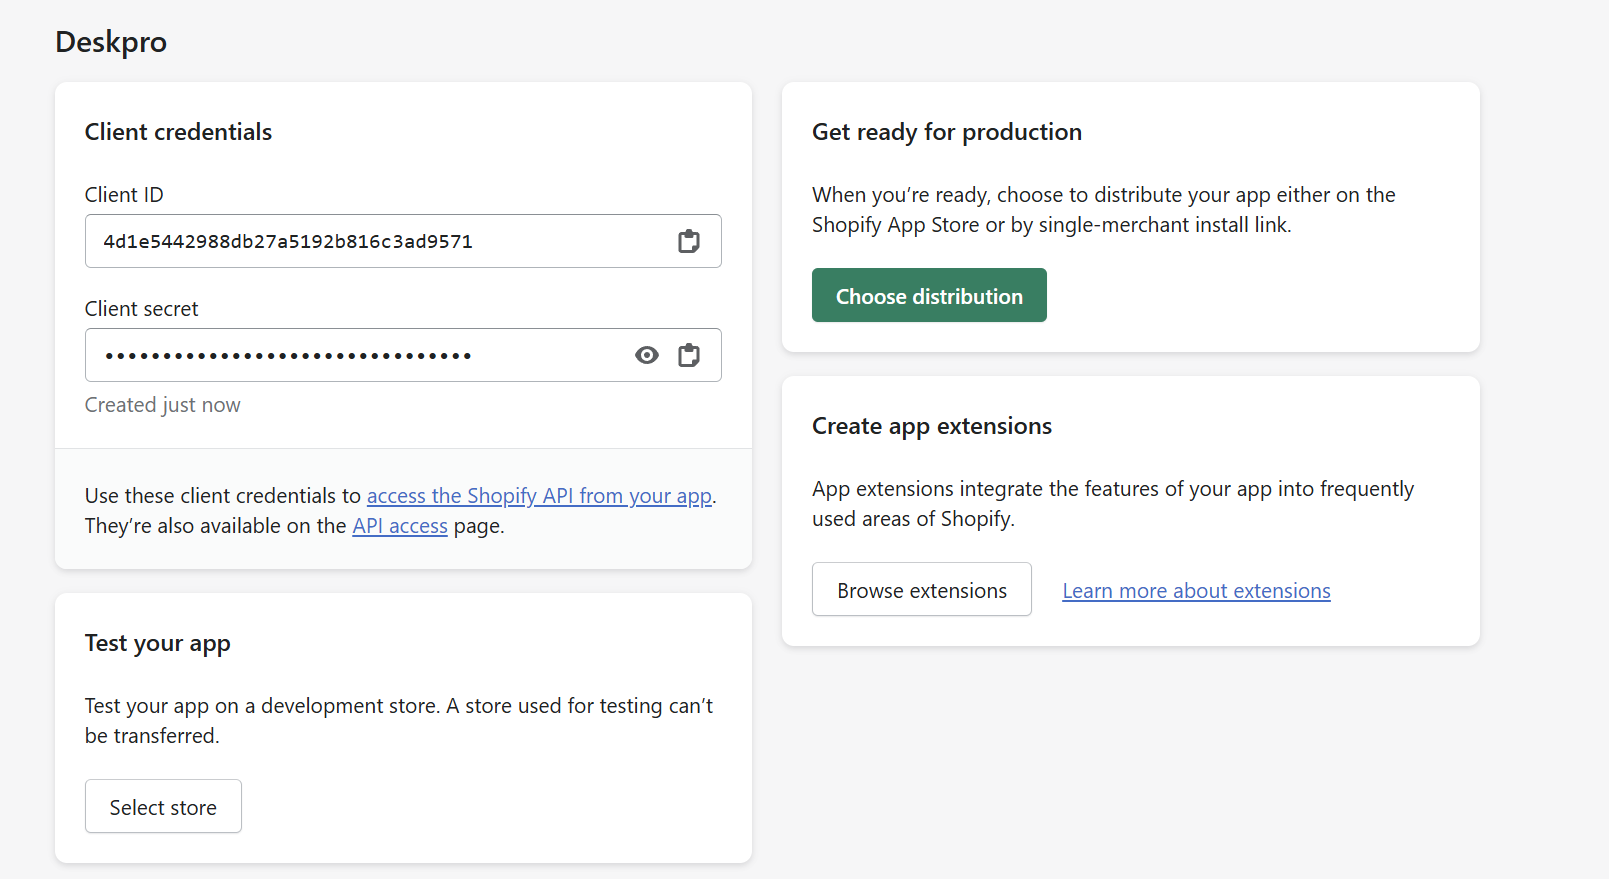 Deskpro
Client credentials
Client ID
4d1e5442988db27a5192b816c3ad9571
Client secret
••••••••••••••••••••••••••••••••
Created just now
Use these client credentials to access the Shopify API from your app.
They’re also available on the API access page.
Test your app
Test your app on a development store. A store used for testing can’t
be transferred.
Select store
Get ready for production
When you’re ready, choose to distribute your app either on the
Shopify App Store or by single-merchant install link.
Choose distribution
Create app extensions
App extensions integrate the features of your app into frequently
used areas of Shopify.
Browse extensions
Learn more about extensions